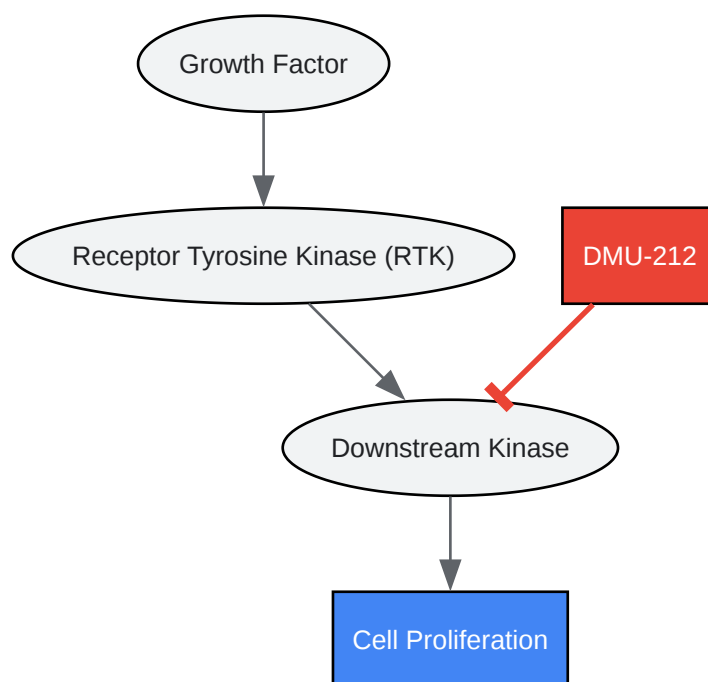 Growth Factor
Receptor Tyrosine Kinase (RTK)
DMU-212
Downstream Kinase
Cell Proliferation